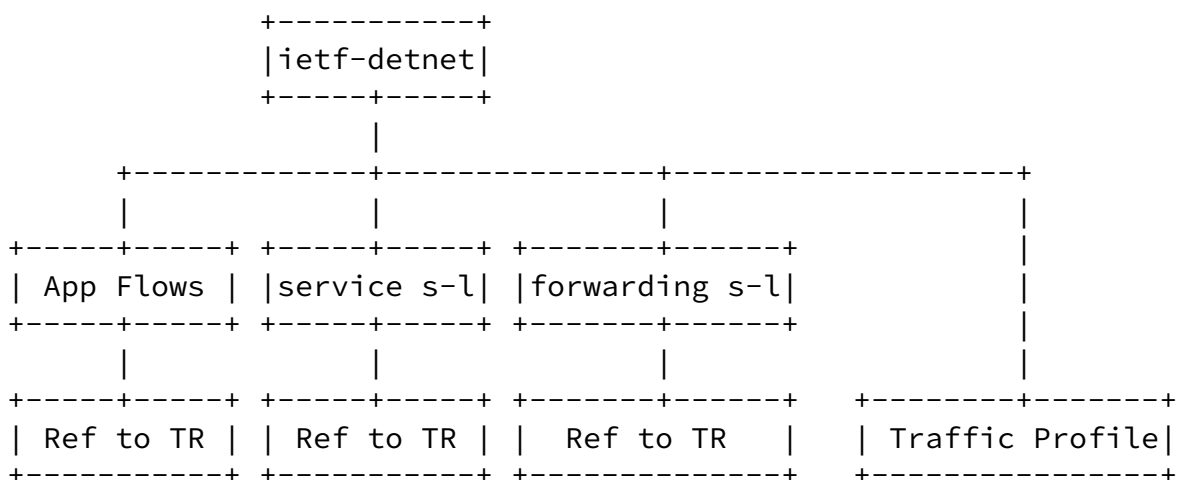 ietf-detnet
App Flows service s-l forwarding s-l
Ref to TR Ref to TR Ref to TR Traffic Profile